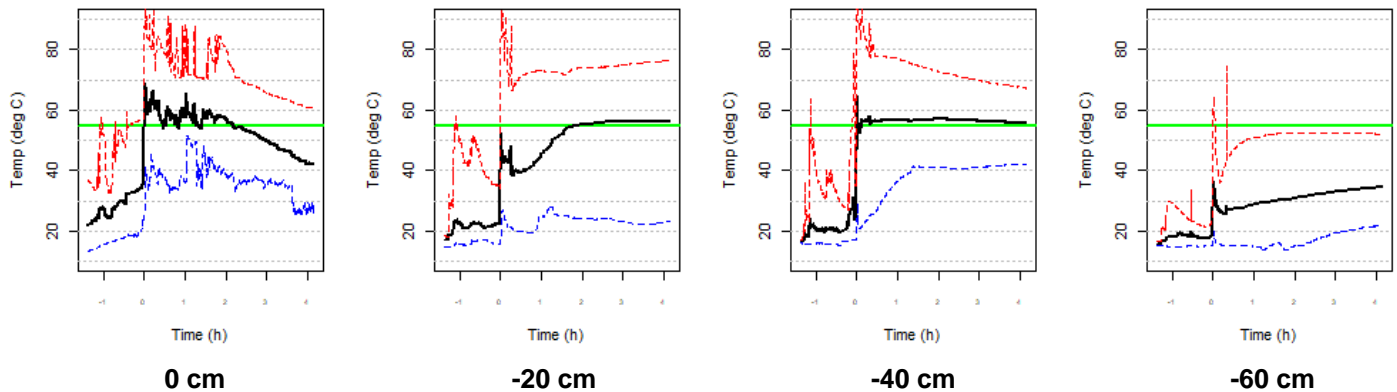 Temp (deg C)
80
60
40
20
-1 0 1 2 3 4
Time (h)
0 cm
Temp (deg C)
80
60
40
20
-1 0 1 2 3 4
Time (h)
-20 cm
Temp (deg C)
80
60
40
20
-1 0 1 2 3 4
Time (h)
-40 cm
Temp (deg C)
80
60
40
20
-1 0 1 2 3 4
Time (h)
-60 cm